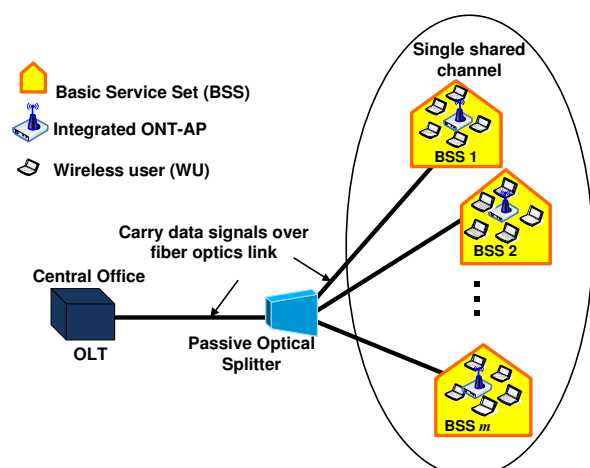 Single shared
channel
Basic Service Set (BSS)
Integrated ONT-AP
Wireless user (WU)
BSS 1
BSS 2
Carry data signals over
fiber optics link
Central Office
OLT
Passive Optical
Splitter
BSS m